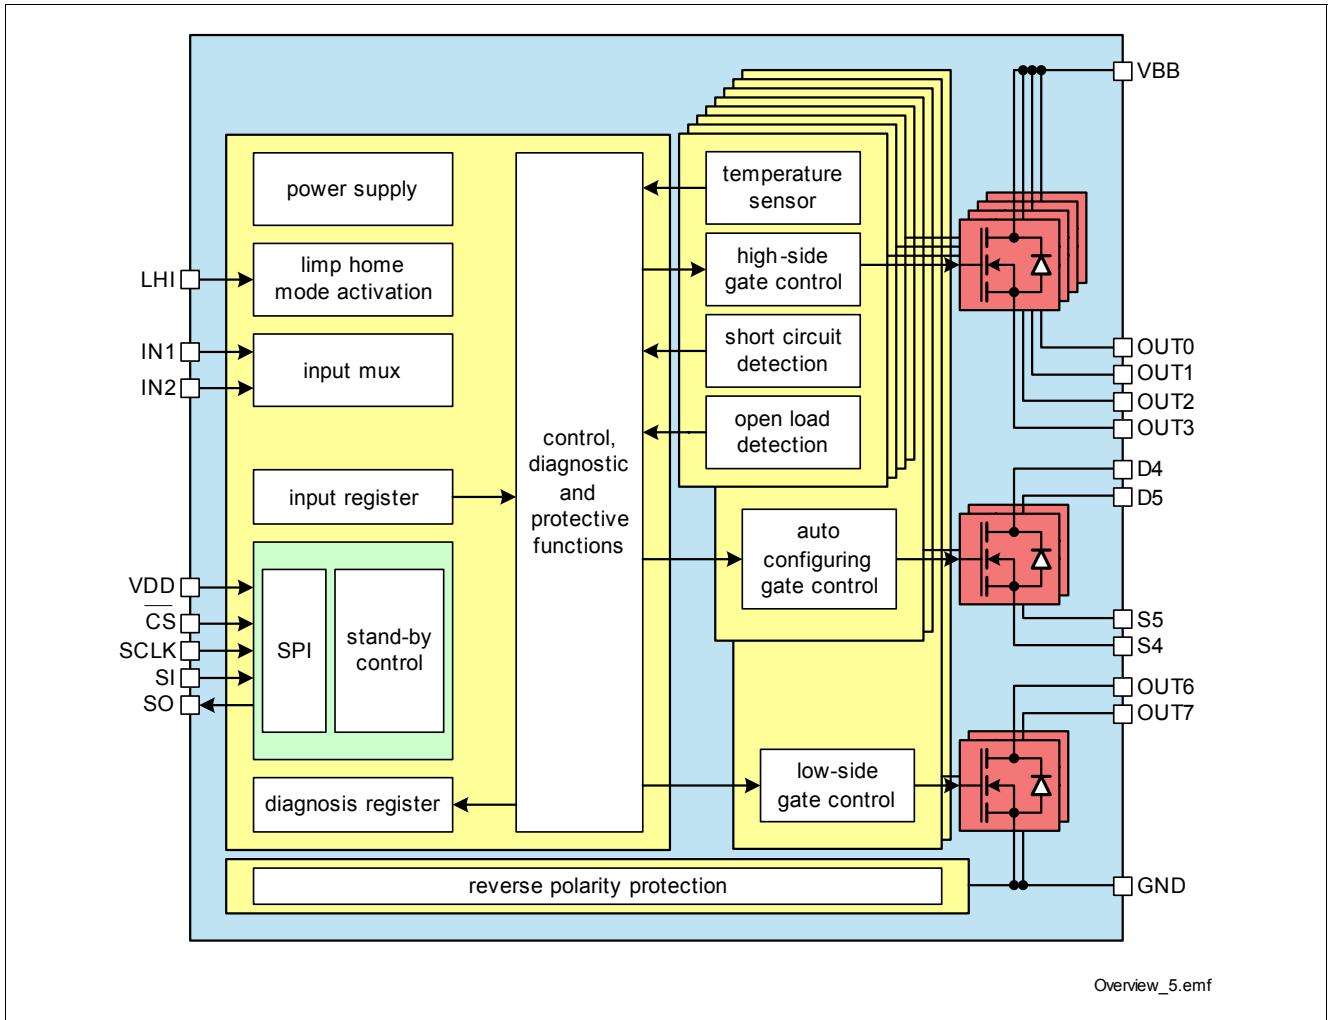 VBB
power supply
temperature
sensor
LHI
limp home
mode activation
high-side
gate control
IN1
IN2
input mux
short circuit
detection
OUT0
OUT1
OUT2
OUT3
open load
detection
control,
diagnostic
and
protective
functions
D4
D5
input register
auto
configuring
gate control
VDD
CS
SCLK
SI
SO
SPI
stand-by
control
S5
S4
OUT6
OUT7
low-side
gate control
diagnosis register
reverse polarity protection
GND
Overview_5.emf